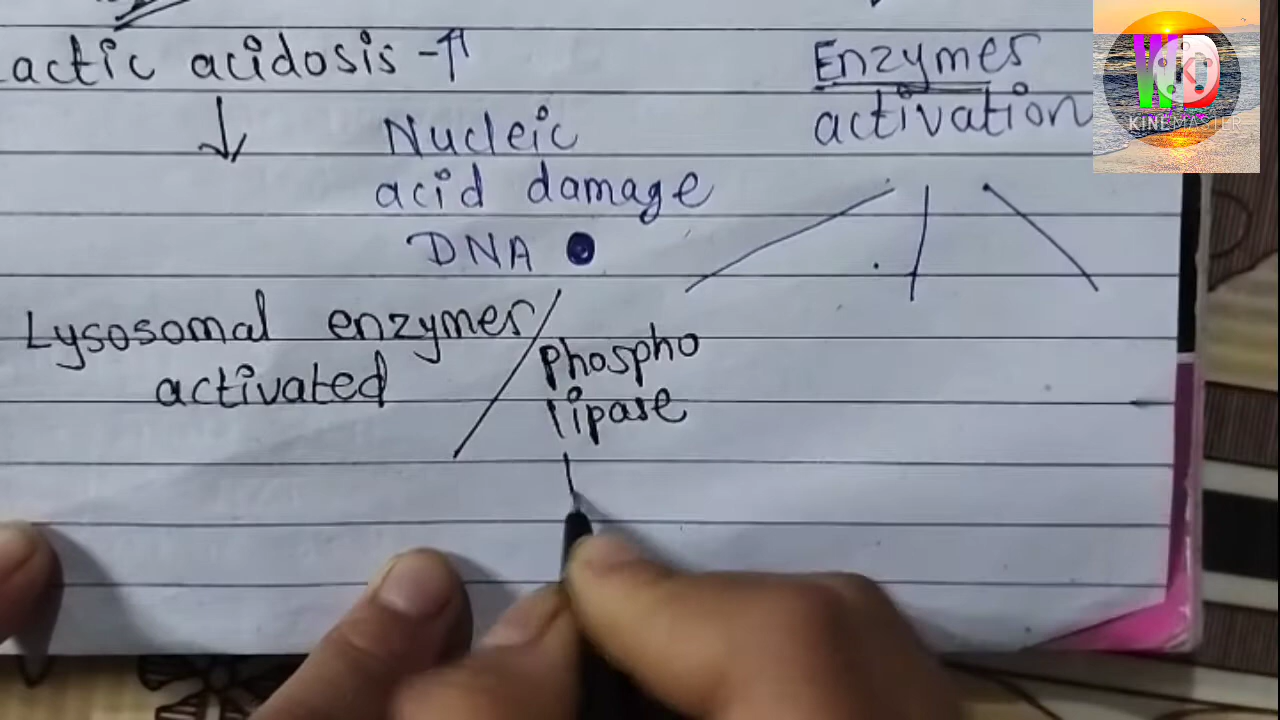 actic acidosis -↑
Nucleic
acid damage
DNA
Enzymes
activation
Lysosomal enzymes
activated
phospho
lipase
KINEMASTER